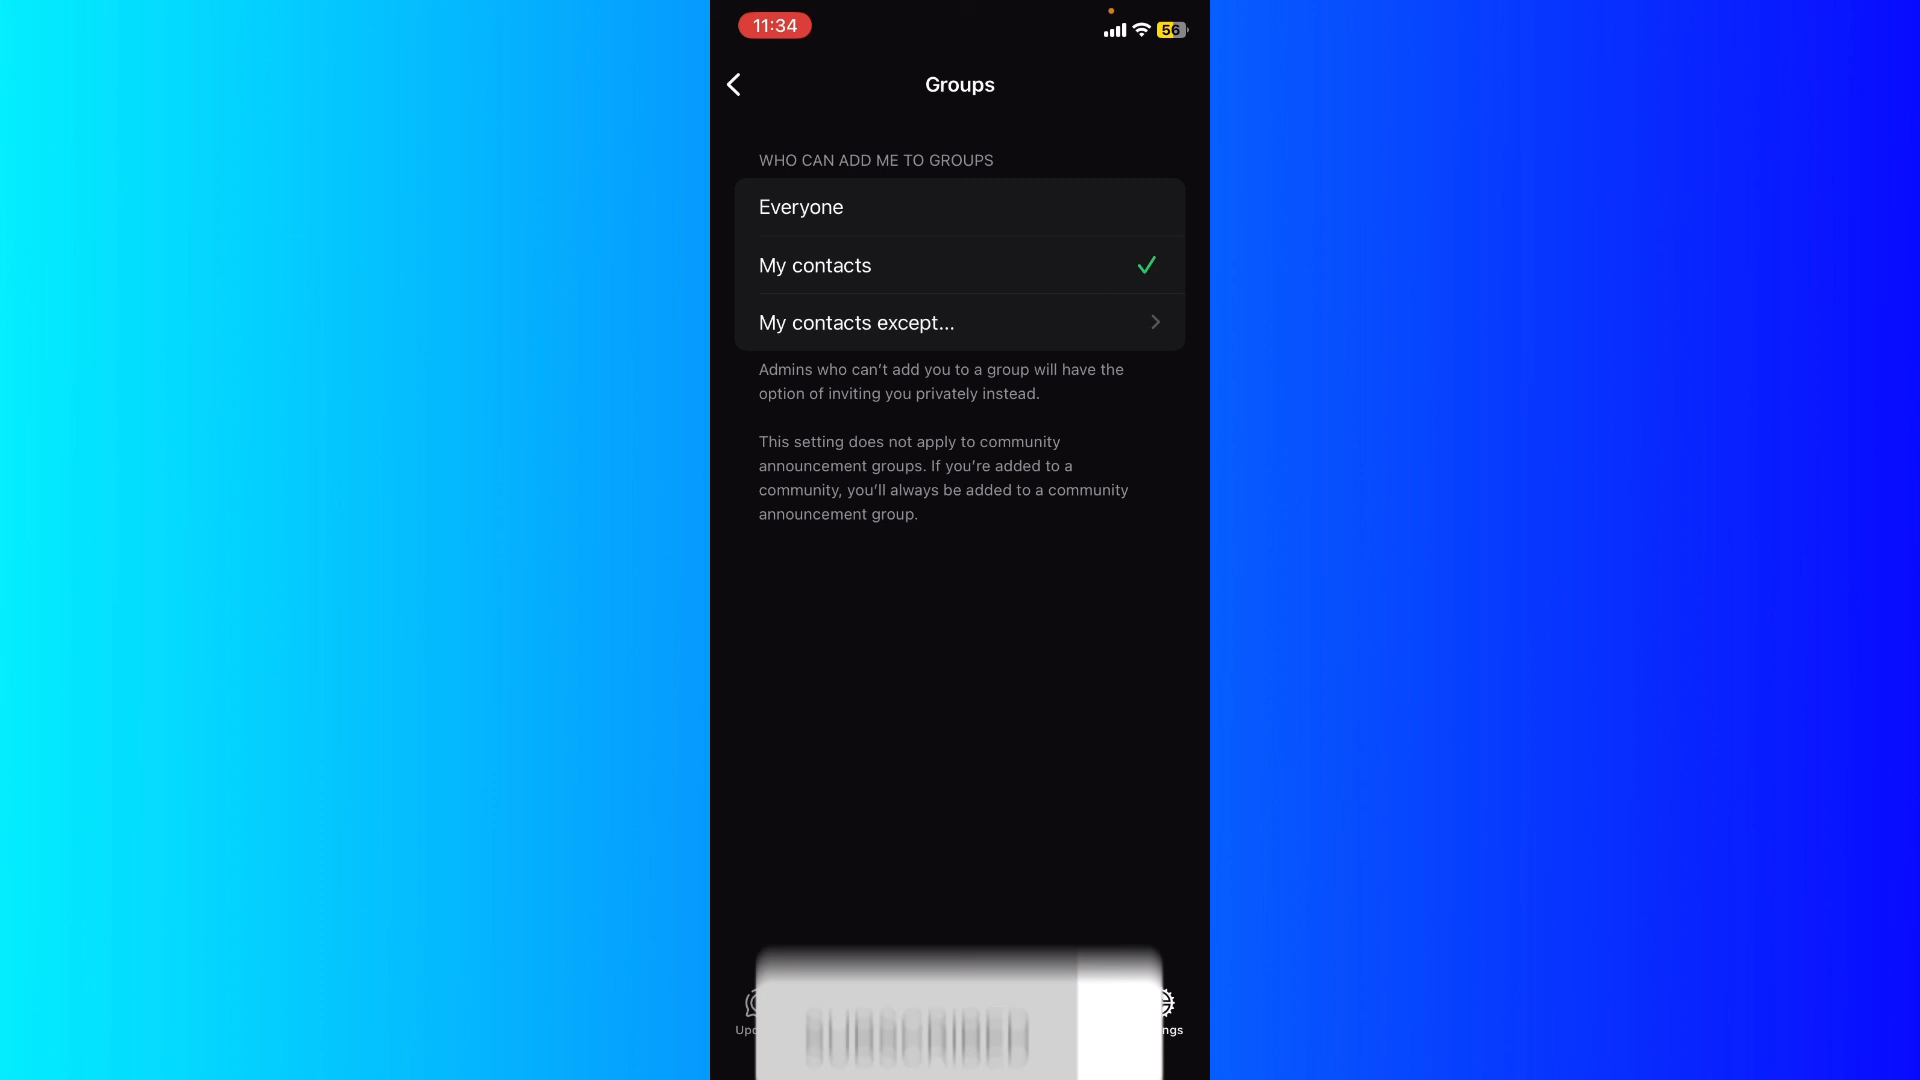 11:34
56
Groups
WHO CAN ADD ME TO GROUPS
Everyone
My contacts
My contacts except...
Admins who can't add you to a group will have the
option of inviting you privately instead.
This setting does not apply to community
announcement groups. If you're added to a
community, you'll always be added to a community
announcement group.